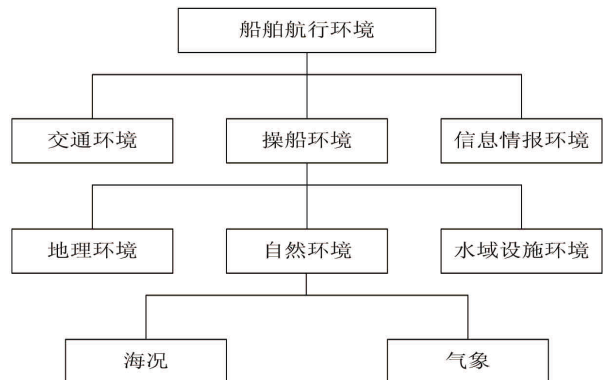 船舶航行环境
交通环境
操船环境
信息情报环境
地理环境
自然环境
水域设施环境
海况
气象